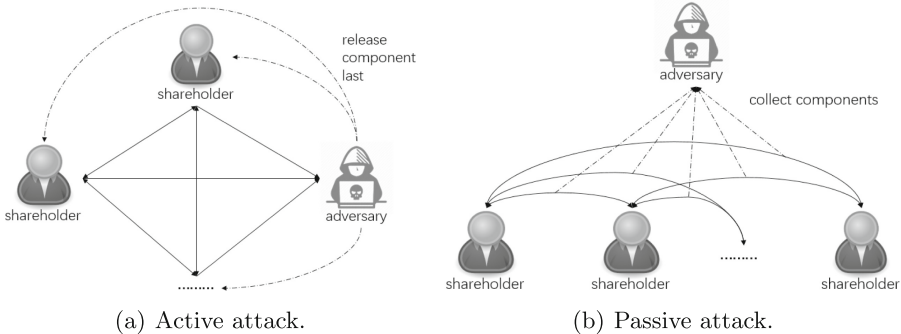 release
component
last
shareholder
shareholder
adversary
.........
(a) Active attack.
adversary
collect components
.........
shareholder
shareholder
shareholder
(b) Passive attack.